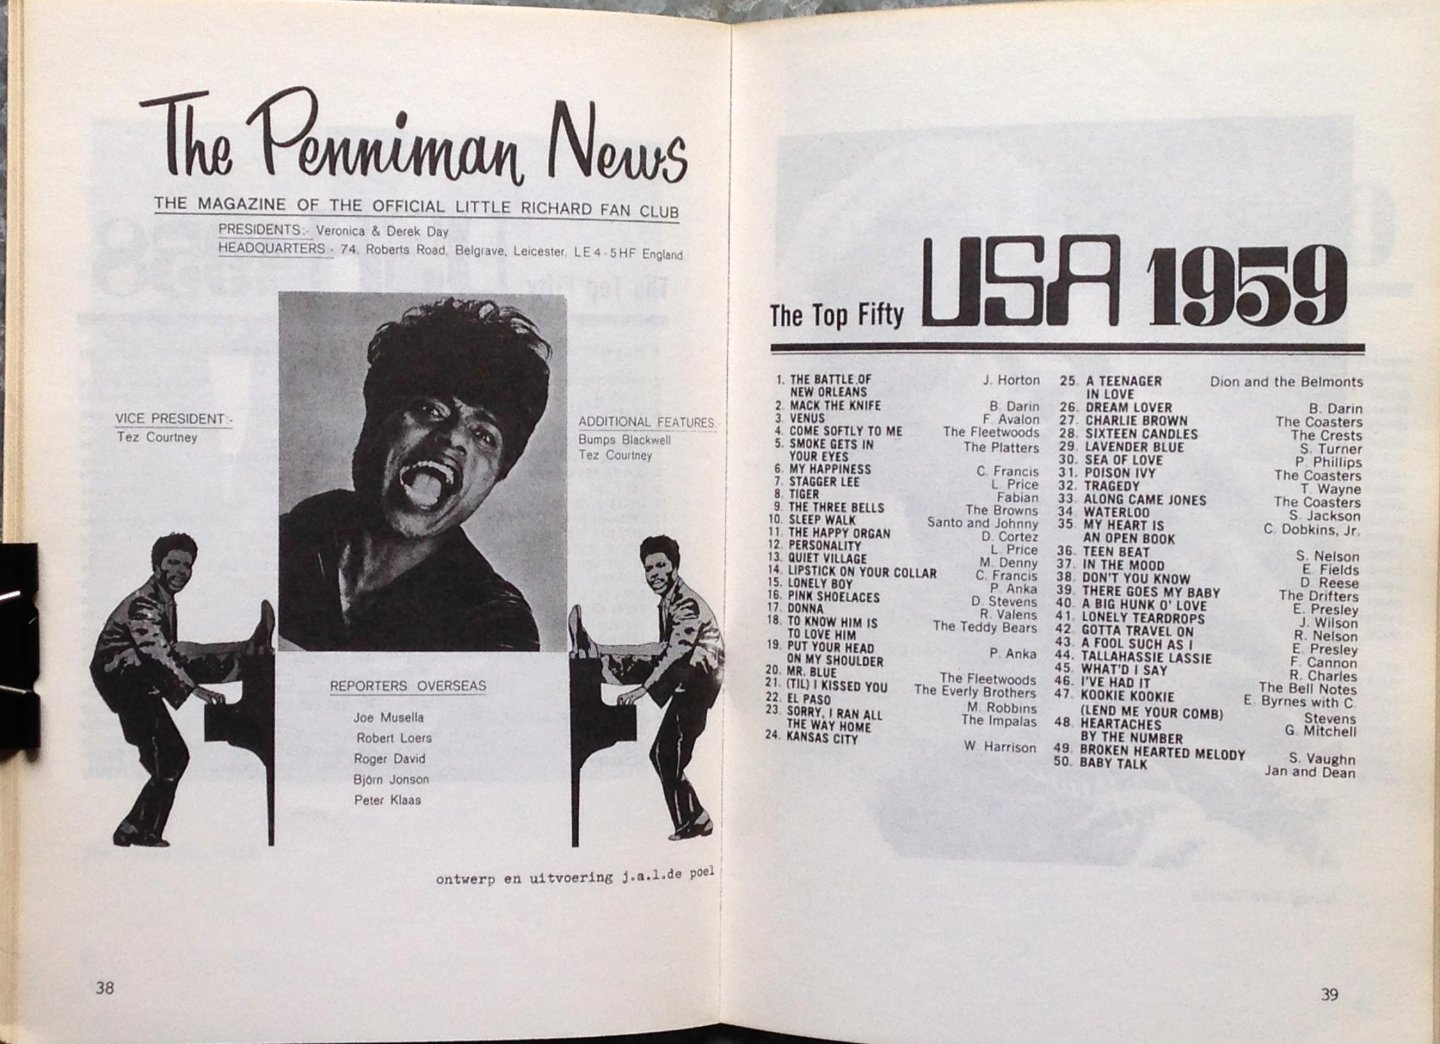 The Penniman News
THE MAGAZINE OF THE OFFICIAL LITTLE RICHARD FAN CLUB
PRESIDENTS:- Veronica & Derek Day
HEADQUARTERS - 74, Roberts Road, Belgrave, Leicester, LE4-5HF England
VICE PRESIDENT:-
Tez Courtney
ADDITIONAL FEATURES
Bumps Blackwell
Tez Courtney
REPORTERS OVERSEAS
Joe Musella
Robert Loers
Roger David
Björn Jonson
Peter Klaas
ontwerp en uitvoering j.a.l.de poel
38
The Top Fifty USA 1959
1. THE BATTLE OF J. Horton
NEW ORLEANS
2. MACK THE KNIFE B. Darin
3. VENUS F. Avalon
4. COME SOFTLY TO ME The Fleetwoods
5. SMOKE GETS IN The Platters
YOUR EYES
6. MY HAPPINESS C. Francis
7. STAGGER LEE L. Price
8. TIGER Fabian
9. THE THREE BELLS The Browns
10. SLEEP WALK Santo and Johnny
11. THE HAPPY ORGAN D. Cortez
12. PERSONALITY L. Price
13. QUIET VILLAGE M. Denny
14. LIPSTICK ON YOUR COLLAR C. Francis
15. LONELY BOY P. Anka
16. PINK SHOELACES D. Stevens
17. DONNA R. Valens
18. TO KNOW HIM IS The Teddy Bears
TO LOVE HIM
19. PUT YOUR HEAD P. Anka
ON MY SHOULDER
20. MR. BLUE The Fleetwoods
21. (TIL) I KISSED YOU The Everly Brothers
22. EL PASO M. Robbins
23. SORRY, I RAN ALL The Impalas
THE WAY HOME
24. KANSAS CITY W. Harrison
25. A TEENAGER Dion and the Belmonts
IN LOVE
26. DREAM LOVER B. Darin
27. CHARLIE BROWN The Coasters
28. SIXTEEN CANDLES The Crests
29. LAVENDER BLUE S. Turner
30. SEA OF LOVE P. Phillips
31. POISON IVY The Coasters
32. TRAGEDY T. Wayne
33. ALONG CAME JONES The Coasters
34. WATERLOO S. Jackson
35. MY HEART IS C. Dobkins, Jr.
AN OPEN BOOK
36. TEEN BEAT S. Nelson
37. IN THE MOOD E. Fields
38. DON'T YOU KNOW D. Reese
39. THERE GOES MY BABY The Drifters
40. A BIG HUNK O' LOVE E. Presley
41. LONELY TEARDROPS J. Wilson
42. GOTTA TRAVEL ON R. Nelson
43. A FOOL SUCH AS I E. Presley
44. TALLAHASSIE LASSIE F. Cannon
45. WHAT'D I SAY R. Charles
46. I'VE HAD IT The Bell Notes
47. KOOKIE KOOKIE E. Byrnes with C.
(LEND ME YOUR COMB) Stevens
48. HEARTACHES G. Mitchell
BY THE NUMBER
49. BROKEN HEARTED MELODY S. Vaughn
50. BABY TALK Jan and Dean
39